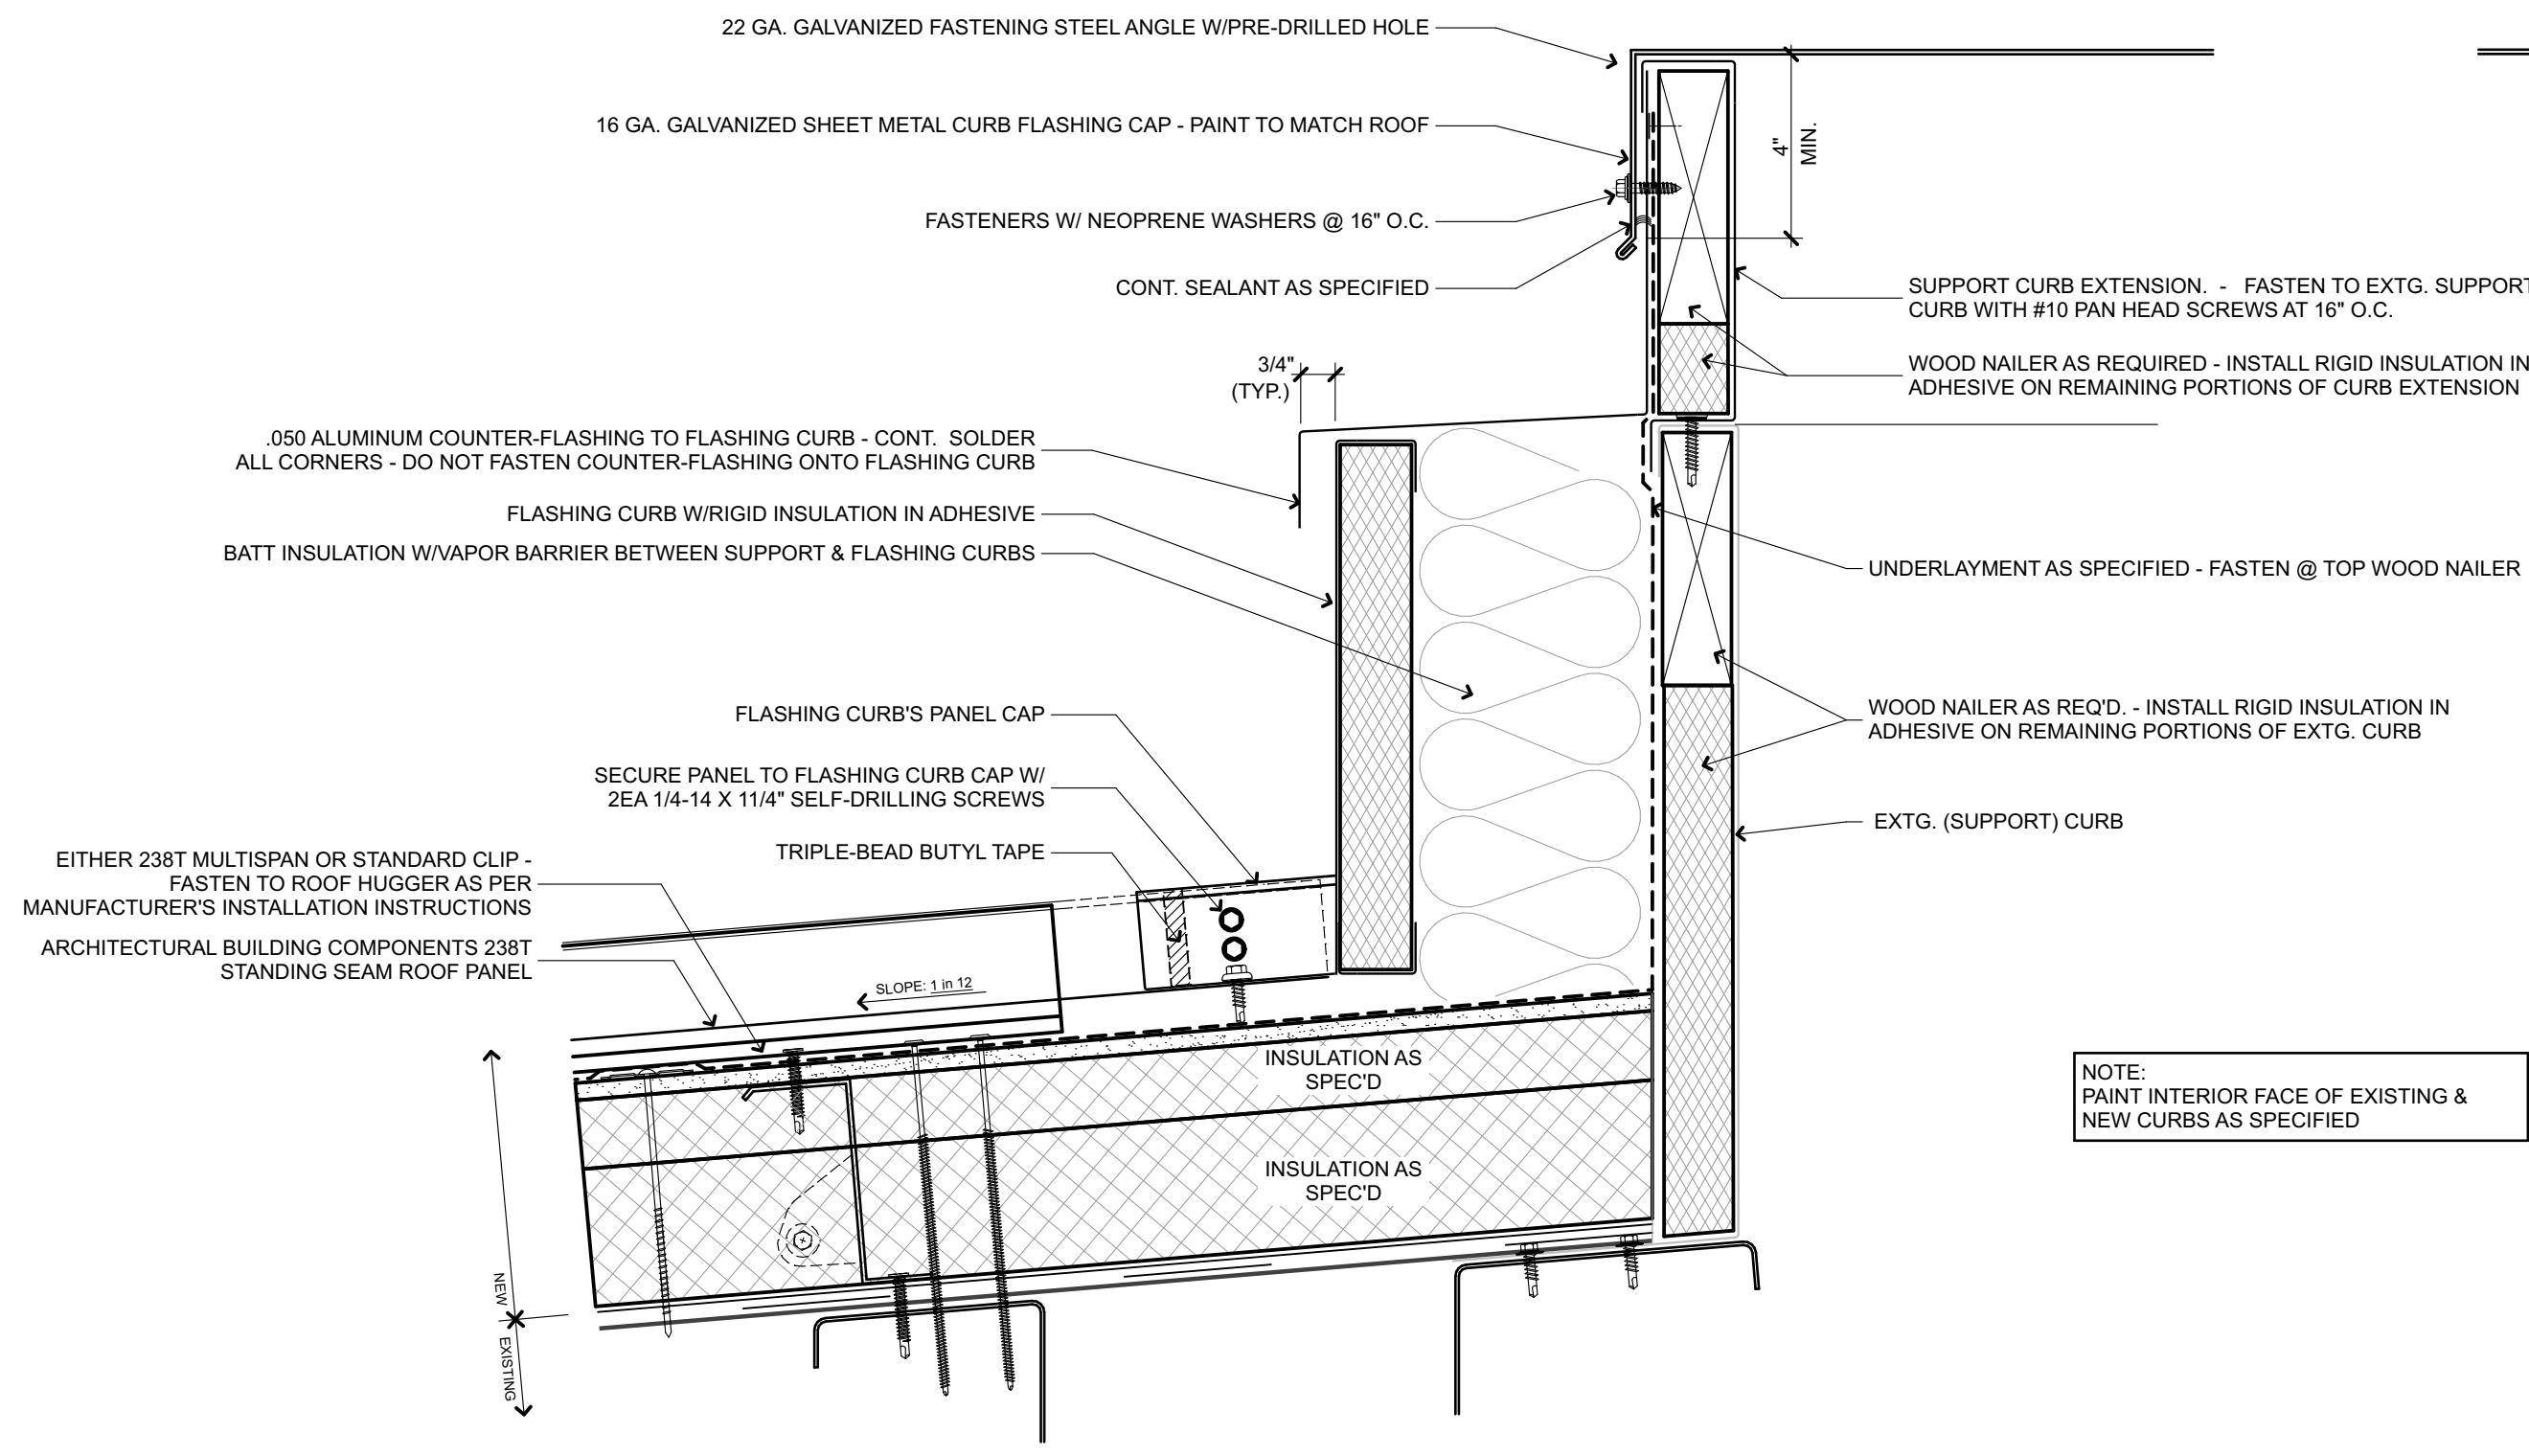 22 GA. GALVANIZED FASTENING STEEL ANGLE W/PRE-DRILLED HOLE
16 GA. GALVANIZED SHEET METAL CURB FLASHING CAP - PAINT TO MATCH ROOF
FASTENERS W/ NEOPRENE WASHERS @ 16" O.C.
CONT. SEALANT AS SPECIFIED
4"
MIN.
SUPPORT CURB EXTENSION. - FASTEN TO EXTG. SUPPORT
CURB WITH #10 PAN HEAD SCREWS AT 16" O.C.
WOOD NAILER AS REQUIRED - INSTALL RIGID INSULATION IN
ADHESIVE ON REMAINING PORTIONS OF CURB EXTENSION
3/4"
(TYP.)
.050 ALUMINUM COUNTER-FLASHING TO FLASHING CURB - CONT. SOLDER
ALL CORNERS - DO NOT FASTEN COUNTER-FLASHING ONTO FLASHING CURB
FLASHING CURB W/RIGID INSULATION IN ADHESIVE
BATT INSULATION W/VAPOR BARRIER BETWEEN SUPPORT & FLASHING CURBS
UNDERLAYMENT AS SPECIFIED - FASTEN @ TOP WOOD NAILER
FLASHING CURB'S PANEL CAP
SECURE PANEL TO FLASHING CURB CAP W/
2EA 1/4-14 X 11/4" SELF-DRILLING SCREWS
TRIPLE-BEAD BUTYL TAPE
WOOD NAILER AS REQ'D. - INSTALL RIGID INSULATION IN
ADHESIVE ON REMAINING PORTIONS OF EXTG. CURB
EXTG. (SUPPORT) CURB
EITHER 238T MULTISPAN OR STANDARD CLIP -
FASTEN TO ROOF HUGGER AS PER
MANUFACTURER'S INSTALLATION INSTRUCTIONS
ARCHITECTURAL BUILDING COMPONENTS 238T
STANDING SEAM ROOF PANEL
SLOPE: 1 in 12
INSULATION AS
SPEC'D
INSULATION AS
SPEC'D
NEW
EXISTING
NOTE:
PAINT INTERIOR FACE OF EXISTING &
NEW CURBS AS SPECIFIED